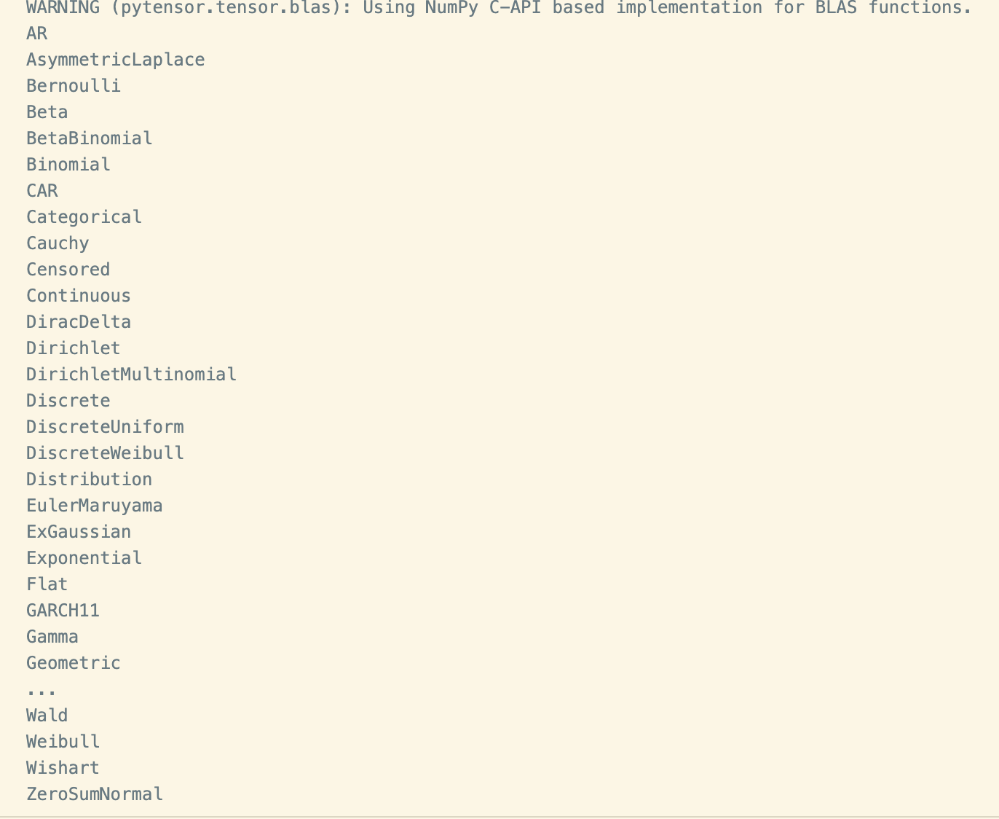 WARNING (pytensor.tensor.blas): Using NumPy C-API based implementation for BLAS functions.
AR
AsymmetricLaplace
Bernoulli
Beta
BetaBinomial
Binomial
CAR
Categorical
Cauchy
Censored
Continuous
DiracDelta
Dirichlet
DirichletMultinomial
Discrete
DiscreteUniform
DiscreteWeibull
Distribution
EulerMaruyama
ExGaussian
Exponential
Flat
GARCH11
Gamma
Geometric
...
Wald
Weibull
Wishart
ZeroSumNormal